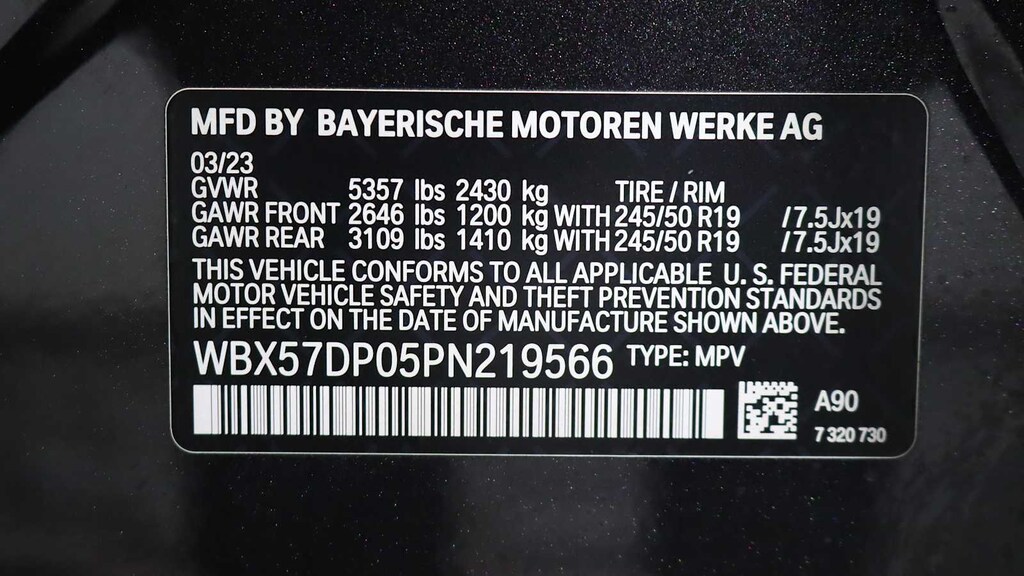 MFD BY BAYERISCHE MOTOREN WERKE AG
03/23
GVWR 5357 lbs 2430 kg TIRE / RIM
GAWR FRONT 2646 lbs 1200 kg WITH 245/50 R19 /7.5Jx19
GAWR REAR 3109 lbs 1410 kg WITH 245/50 R19 /7.5Jx19
THIS VEHICLE CONFORMS TO ALL APPLICABLE U. S. FEDERAL
MOTOR VEHICLE SAFETY AND THEFT PREVENTION STANDARDS
IN EFFECT ON THE DATE OF MANUFACTURE SHOWN ABOVE.
WBX57DP05PN219566 TYPE: MPV
A90
7 320 730